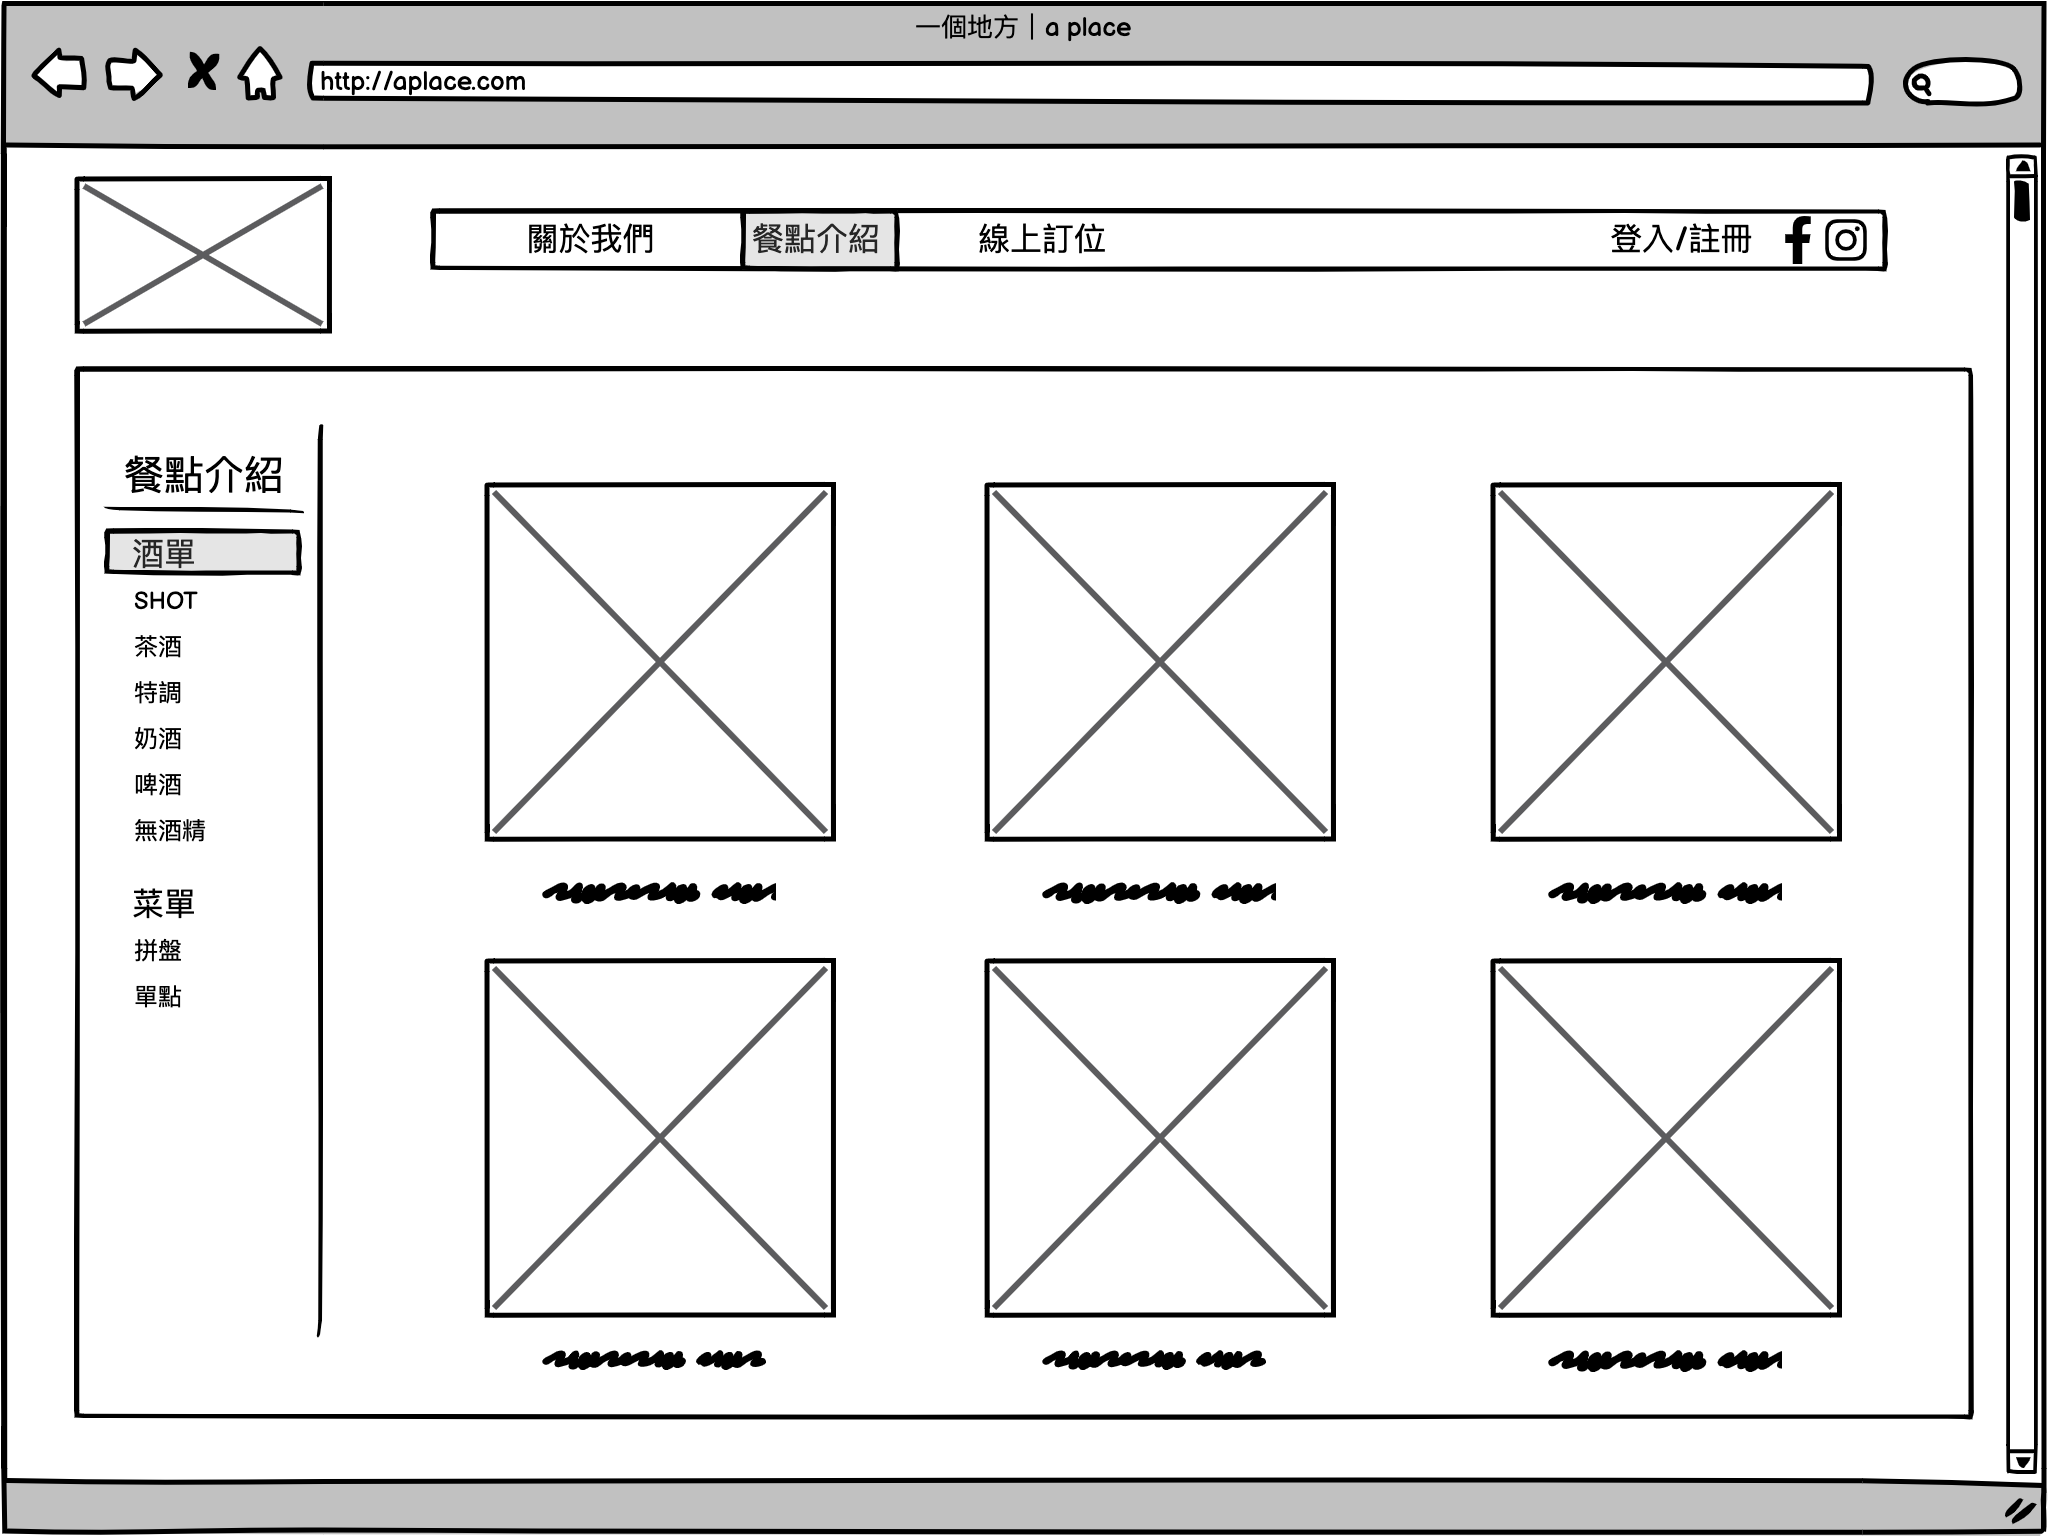 一個地方｜a place
http://aplace.com
關於我們 餐點介紹 線上訂位 登入/註冊
餐點介紹
酒單
SHOT
茶酒
特調
奶酒
啤酒
無酒精
菜單
拼盤
單點